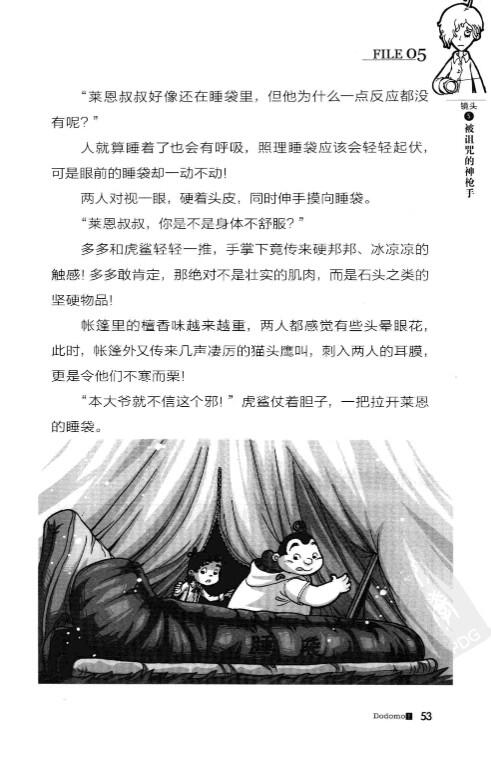 FILE 05
镜头
5
被诅咒的神枪手
“莱恩叔叔好像还在睡袋里，但他为什么一点反应都没
有呢？”
人就算睡着了也会有呼吸，照理睡袋应该会轻轻起伏，
可是眼前的睡袋却一动不动！
两人对视一眼，硬着头皮，同时伸手摸向睡袋。
“莱恩叔叔，你是不是身体不舒服？”
多多和虎鲨轻轻一推，手掌下竟传来硬邦邦、冰凉凉的
触感！多多敢肯定，那绝对不是壮实的肌肉，而是石头之类的
坚硬物品！
帐篷里的檀香味越来越重，两人都感觉有些头晕眼花，
此时，帐篷外又传来几声凄厉的猫头鹰叫，刺入两人的耳膜，
更是令他们不寒而栗！
“本大爷就不信这个邪！”虎鲨仗着胆子，一把拉开莱恩
的睡袋。
PDG
Dodomo! 53